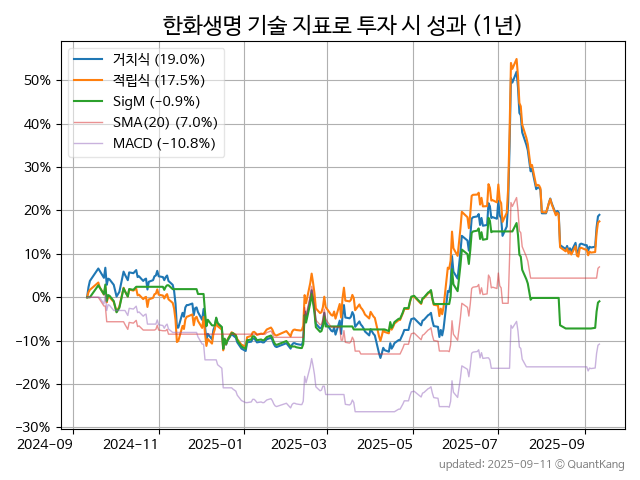 한화생명 기술 지표로 투자 시 성과 (1년)
거치식 (19.0%)
적립식 (17.5%)
SigM (−0.9%)
SMA(20) (7.0%)
MACD (−10.8%)
50%
40%
30%
20%
10%
0%
−10%
−20%
−30%
2024-09 2024-11 2025-01 2025-03 2025-05 2025-07 2025-09
updated: 2025-09-11 ⓒ QuantKang